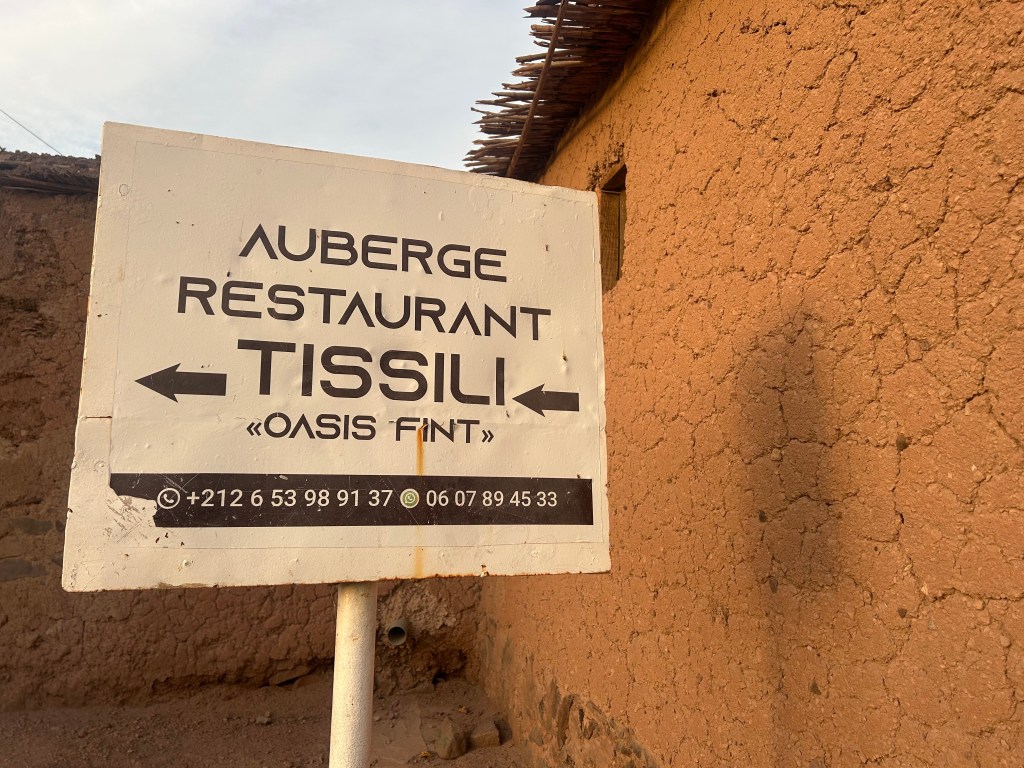 AUBERGE
RESTAURANT
TISSILI
«OASIS FINT»
+212 6 53 98 91 37 06 07 89 45 33